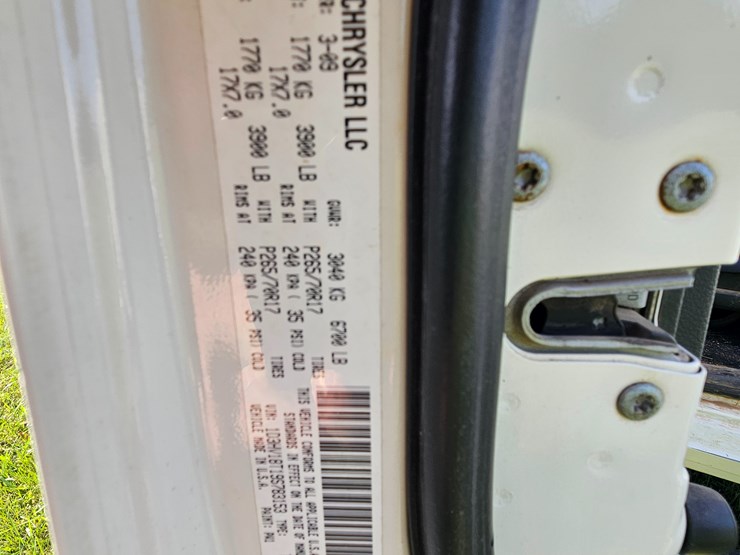 CHRYSLER LLC
R: 3-09 GVWR: 3040 KG 6700 LB
: 1770 KG 3900 LB WITH P265/70R17 TIRES
17X7.0 RIMS AT 240 KPA ( 35 PSI) COLD
: 1770 KG 3900 LB WITH P265/70R17 TIRES
17X7.0 RIMS AT 240 KPA ( 35 PSI) COLD
THIS VEHICLE CONFORMS TO ALL APPLICABLE U.S.A
STANDARDS IN EFFECT ON THE DATE OF MANU
VIN: TYPE:
VEHICLE MADE IN U.S.A. PAINT: